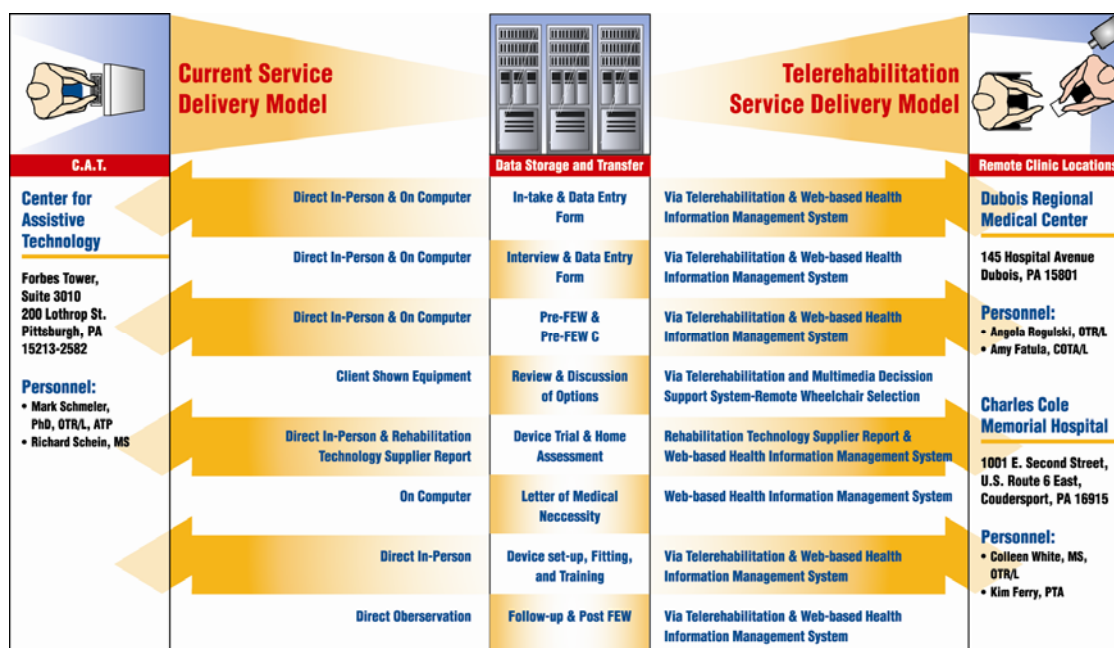 Current Service
Delivery Model
Telerehabilitation
Service Delivery Model
C.A.T.
Data Storage and Transfer
Remote Clinic Locations
Center for
Assistive
Technology
Forbes Tower,
Suite 3010
200 Lothrop St.
Pittsburgh, PA
15213-2582
Personnel:
• Mark Schmeler,
PhD, OTR/L, ATP
• Richard Schein, MS
Direct In-Person & On Computer
In-take & Data Entry
Form
Via Telerehabilitation & Web-based Health
Information Management System
Direct In-Person & On Computer
Interview & Data Entry
Form
Via Telerehabilitation & Web-based Health
Information Management System
Direct In-Person & On Computer
Pre-FEW &
Pre-FEW C
Via Telerehabilitation & Web-based Health
Information Management System
Client Shown Equipment
Review & Discussion
of Options
Via Telerehabilitation and Multimedia Decission
Support System-Remote Wheelchair Selection
Direct In-Person & Rehabilitation
Technology Supplier Report
Device Trial & Home
Assessment
Rehabilitation Technology Supplier Report &
Web-based Health Information Management System
On Computer
Letter of Medical
Neccessity
Web-based Health Information Management System
Direct In-Person
Device set-up, Fitting,
and Training
Via Telerehabilitation & Web-based Health
Information Management System
Direct Oberservation
Follow-up & Post FEW
Via Telerehabilitation & Web-based Health
Information Management System
Dubois Regional
Medical Center
145 Hospital Avenue
Dubois, PA 15801
Personnel:
• Angela Regulski, OTR/L
• Amy Fatula, COTA/L
Charles Cole
Memorial Hospital
1001 E. Second Street,
U.S. Route 6 East,
Coudersport, PA 16915
Personnel:
• Colleen White, MS,
OTR/L
• Kim Ferry, PTA